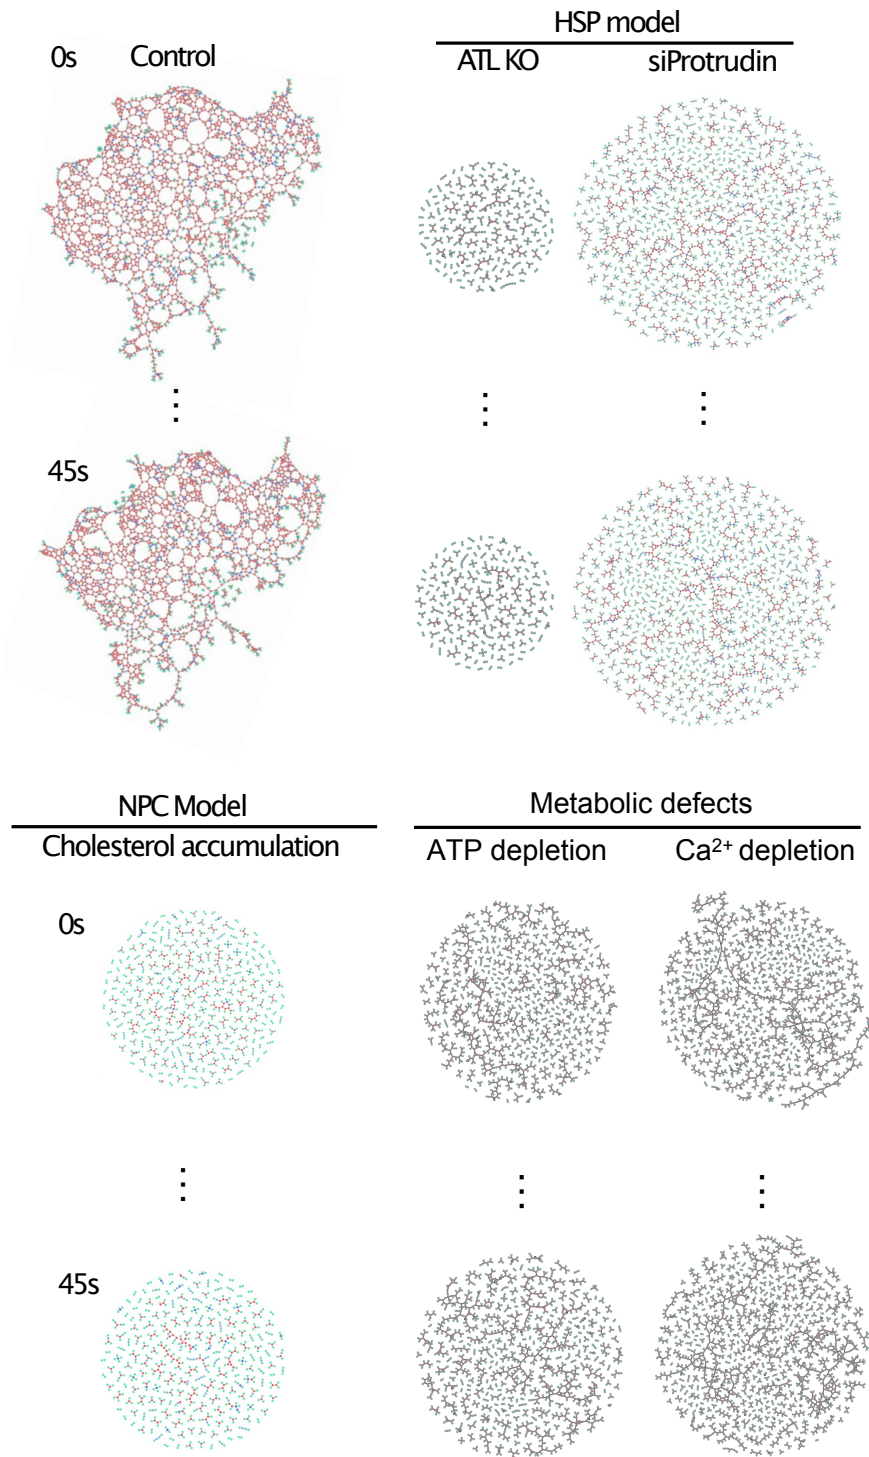 HSP model
0s Control ATL KO siProtrudin
45s
NPC Model Metabolic defects
Cholesterol accumulation ATP depletion Ca²⁺ depletion
0s
45s